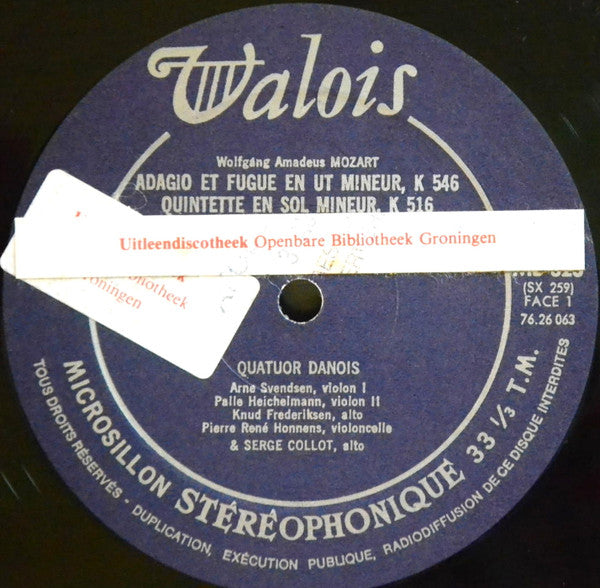 Valois
Wolfgang Amadeus MOZART
ADAGIO ET FUGUE EN UT MINEUR, K 546
QUINTETTE EN SOL MINEUR, K 516
Uitleendiscotheek Openbare Bibliotheek Groningen
(SX 259)
FACE 1
76.26 063
QUATUOR DANOIS
Arne Svendsen, violon I
Palle Heichelmann, violon II
Knud Frederiksen, alto
Pierre René Honnens, violoncelle
& SERGE COLLOT, alto
MICROSILLON STÉRÉOPHONIQUE 33 1/3 T.M.
TOUS DROITS RÉSERVÉS - DUPLICATION, EXÉCUTION PUBLIQUE, RADIODIFFUSION DE CE DISQUE INTERDITES